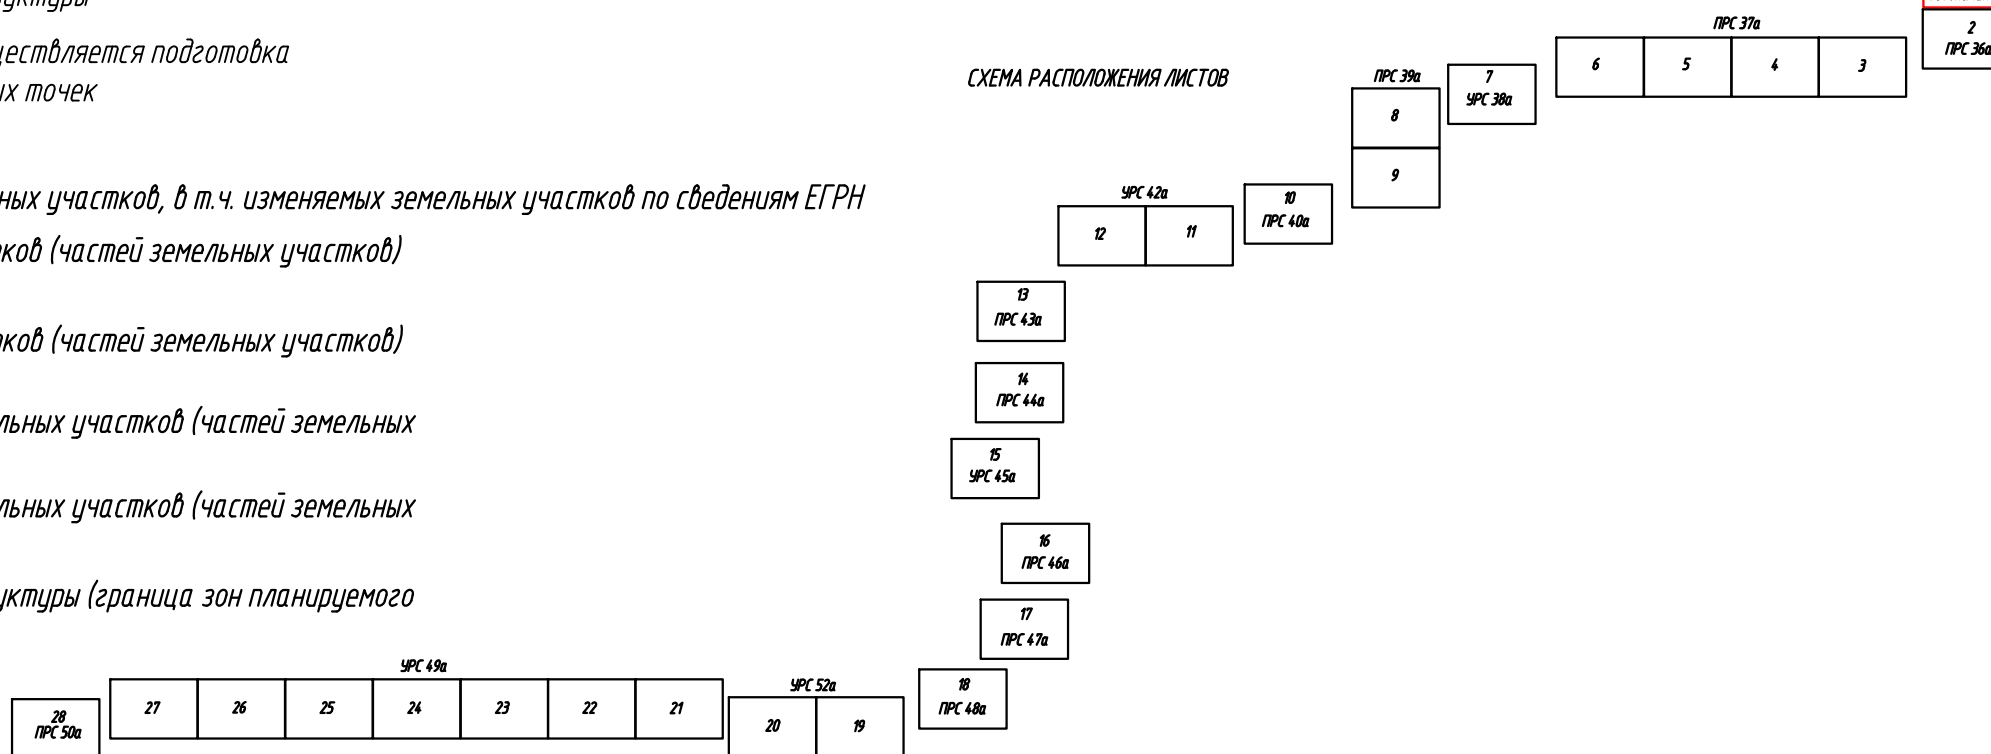 уктуры
ществляется подготовка
ых точек
ных участков, в т.ч. изменяемых земельных участков по сведениям ЕГРН
ков (частей земельных участков)
тков (частей земельных участков)
льных участков (частей земельных
льных участков (частей земельных
уктуры (граница зон планируемого
СХЕМА РАСПОЛОЖЕНИЯ ЛИСТОВ
2
ПРС 36а
ПРС 37а
6 5 4 3
7
УРС 38а
ПРС 39а
8
9
10
ПРС 40а
УРС 42а
12 11
13
ПРС 43а
14
ПРС 44а
15
УРС 45а
16
ПРС 46а
17
ПРС 47а
18
ПРС 48а
УРС 52а
20 19
УРС 49а
27 26 25 24 23 22 21
28
ПРС 50а